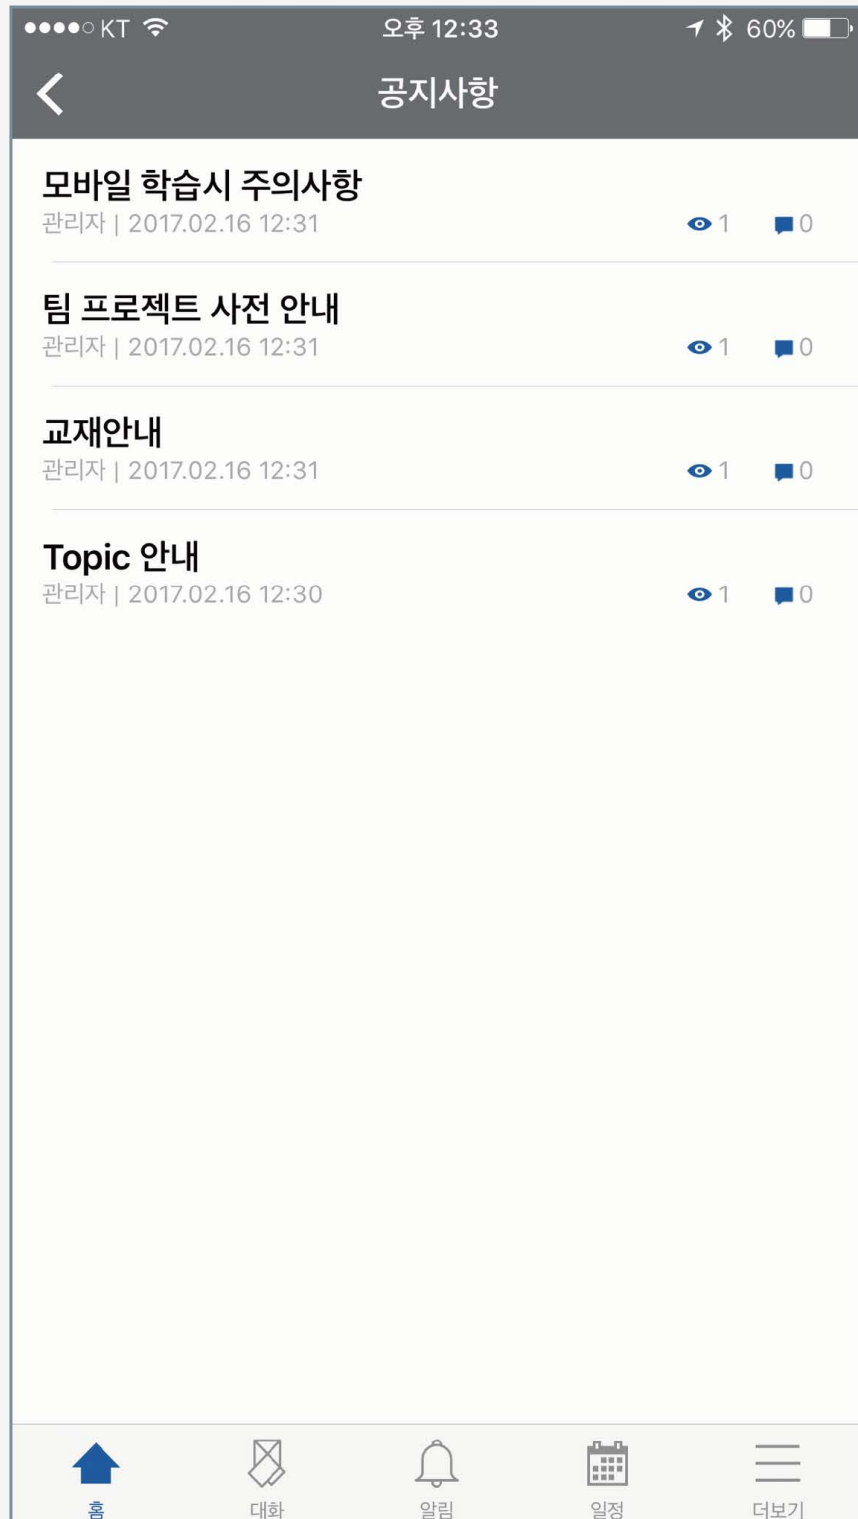 KT 오후 12:33 60%
공지사항
모바일 학습시 주의사항
관리자 | 2017.02.16 12:31 1 0
팀 프로젝트 사전 안내
관리자 | 2017.02.16 12:31 1 0
교재안내
관리자 | 2017.02.16 12:31 1 0
Topic 안내
관리자 | 2017.02.16 12:30 1 0
홈 대화 알림 일정 더보기